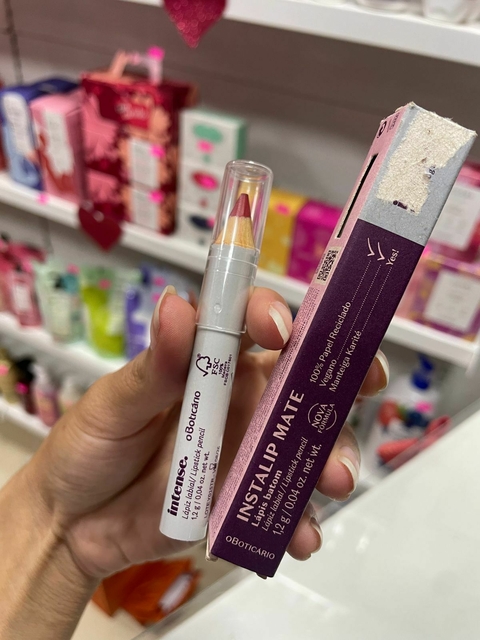 intense.
oBoticário
Lápiz labial/ Lipstick pencil
1,2 g / 0.04 oz. net wt.
FSC
INSTALIP MATE
Lápis batom
Lápiz labial/ Lipstick pencil
1,2 g / 0.04 oz. net wt.
NOVA
FÓRMULA
100% Papel Reciclado
Vegano
Manteiga Karité
Yes!
OBOTICÁRIO